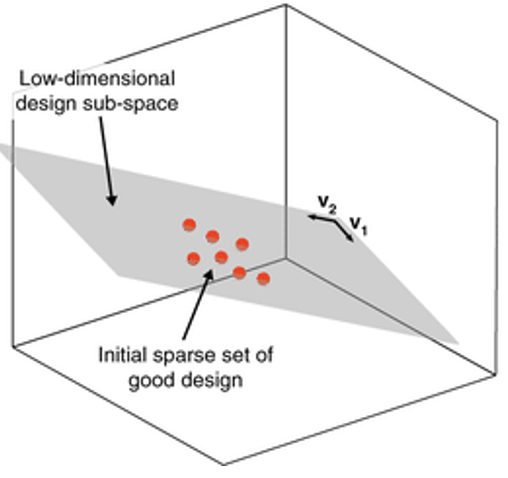 Low-dimensional
design sub-space
v2
v1
Initial sparse set of
good design